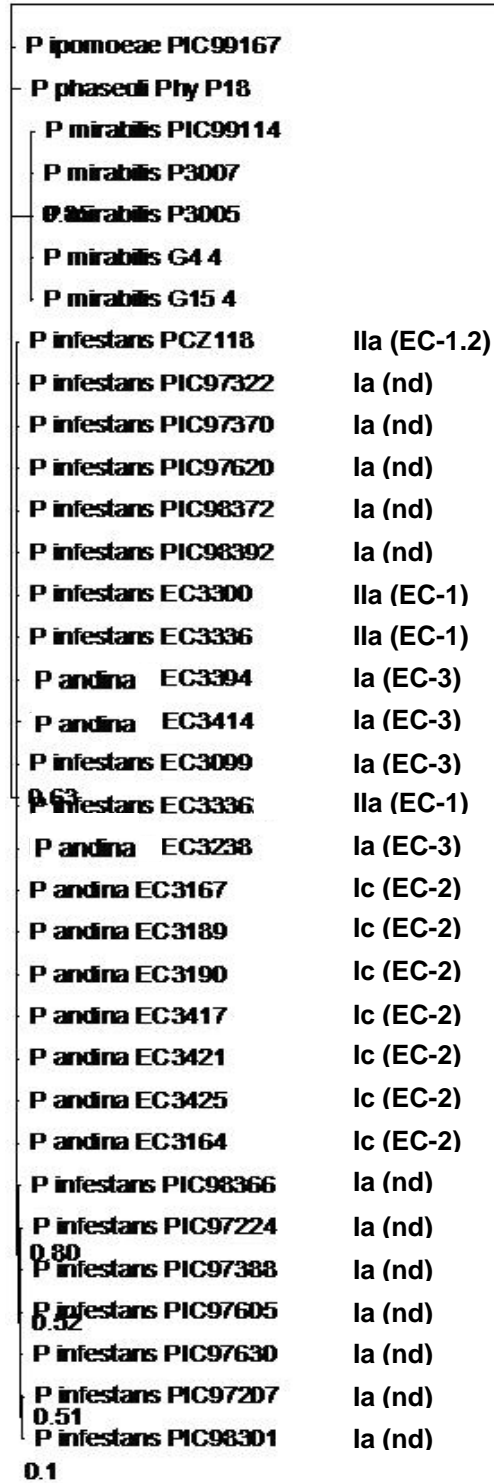 P ipomoeae PIC99167
P phaseoli Phy P18
P mirabilis PIC99114
P mirabilis P3007
P mirabilis P3005
P mirabilis G4 4
P mirabilis G15 4
P infestans PCZ118 IIa (EC-1.2)
P infestans PIC97322 Ia (nd)
P infestans PIC97370 Ia (nd)
P infestans PIC97620 Ia (nd)
P infestans PIC98372 Ia (nd)
P infestans PIC98392 Ia (nd)
P infestans EC3300 IIa (EC-1)
P infestans EC3336 IIa (EC-1)
P andina EC3394 Ia (EC-3)
P andina EC3414 Ia (EC-3)
P infestans EC3099 Ia (EC-3)
0.63
P infestans EC3336 IIa (EC-1)
P andina EC3238 Ia (EC-3)
P andina EC3167 Ic (EC-2)
P andina EC3189 Ic (EC-2)
P andina EC3190 Ic (EC-2)
P andina EC3417 Ic (EC-2)
P andina EC3421 Ic (EC-2)
P andina EC3425 Ic (EC-2)
P andina EC3164 Ic (EC-2)
P infestans PIC98366 Ia (nd)
P infestans PIC97224 Ia (nd)
0.80
P infestans PIC97388 Ia (nd)
P infestans PIC97605 Ia (nd)
0.52
P infestans PIC97630 Ia (nd)
P infestans PIC97207 Ia (nd)
0.51
P infestans PIC98301 Ia (nd)
0.1